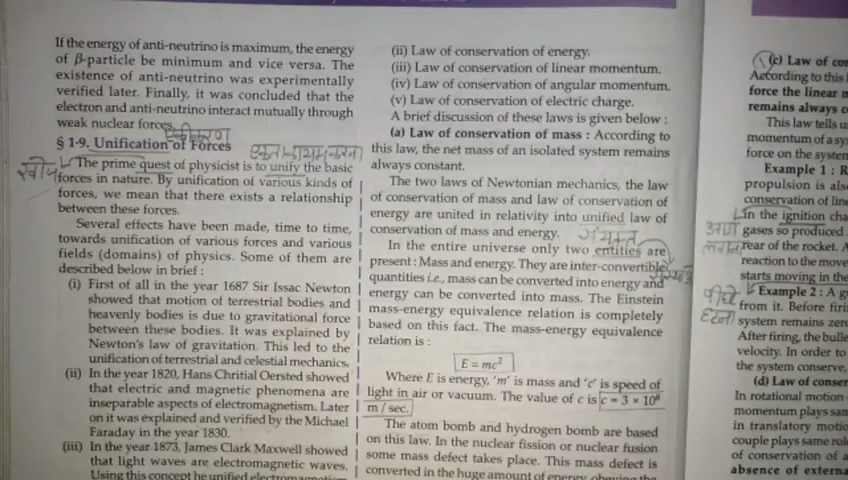 If the energy of anti-neutrino is maximum, the energy
of β-particle be minimum and vice versa. The
existence of anti-neutrino was experimentally
verified later. Finally, it was concluded that the
electron and anti-neutrino interact mutually through
weak nuclear forces.
एकीकरण
§ 1·9. Unification of Forces
खोज
The prime quest of physicist is to unify the basic
forces in nature. By unification of various kinds of
forces, we mean that there exists a relationship
between these forces.
Several effects have been made, time to time,
towards unification of various forces and various
fields (domains) of physics. Some of them are
described below in brief :
(i) First of all in the year 1687 Sir Issac Newton
showed that motion of terrestrial bodies and
heavenly bodies is due to gravitational force
between these bodies. It was explained by
Newton's law of gravitation. This led to the
unification of terrestrial and celestial mechanics.
(ii) In the year 1820, Hans Chritial Oersted showed
that electric and magnetic phenomena are
inseparable aspects of electromagnetism. Later
on it was explained and verified by the Michael
Faraday in the year 1830.
(iii) In the year 1873, James Clark Maxwell showed
that light waves are electromagnetic waves.
Using this concept he unified
(ii) Law of conservation of energy.
(iii) Law of conservation of linear momentum.
(iv) Law of conservation of angular momentum.
(v) Law of conservation of electric charge.
A brief discussion of these laws is given below :
(a) Law of conservation of mass : According to
this law, the net mass of an isolated system remains
always constant.
The two laws of Newtonian mechanics, the law
of conservation of mass and law of conservation of
energy are united in relativity into unified law of
conservation of mass and energy.
In the entire universe only two entities are
present : Mass and energy. They are inter-convertible
quantities i.e., mass can be converted into energy and
energy can be converted into mass. The Einstein
mass-energy equivalence relation is completely
based on this fact. The mass-energy equivalence
relation is :
E = mc²
Where E is energy, 'm' is mass and 'c' is speed of
light in air or vacuum. The value of c is c = 3 × 10⁸
m / sec.
The atom bomb and hydrogen bomb are based
on this law. In the nuclear fission or nuclear fusion
some mass defect takes place. This mass defect is
converted in the huge amount of energy obeying the
(c) Law of
According to this
force the linear
remains always
This law tells
momentum of a
force on the system
Example 1 :
propulsion is
conservation of
In the ignition
gases so produced
rear of the rocket.
reaction to the
starts moving in the
पीछे
हटना
Example 2 : A
from it. Before
system remains
After firing, the
velocity. In order to
the system conserve,
(d) Law of
In rotational motion
momentum plays
in translatory
couple plays same
of conservation of
absence of